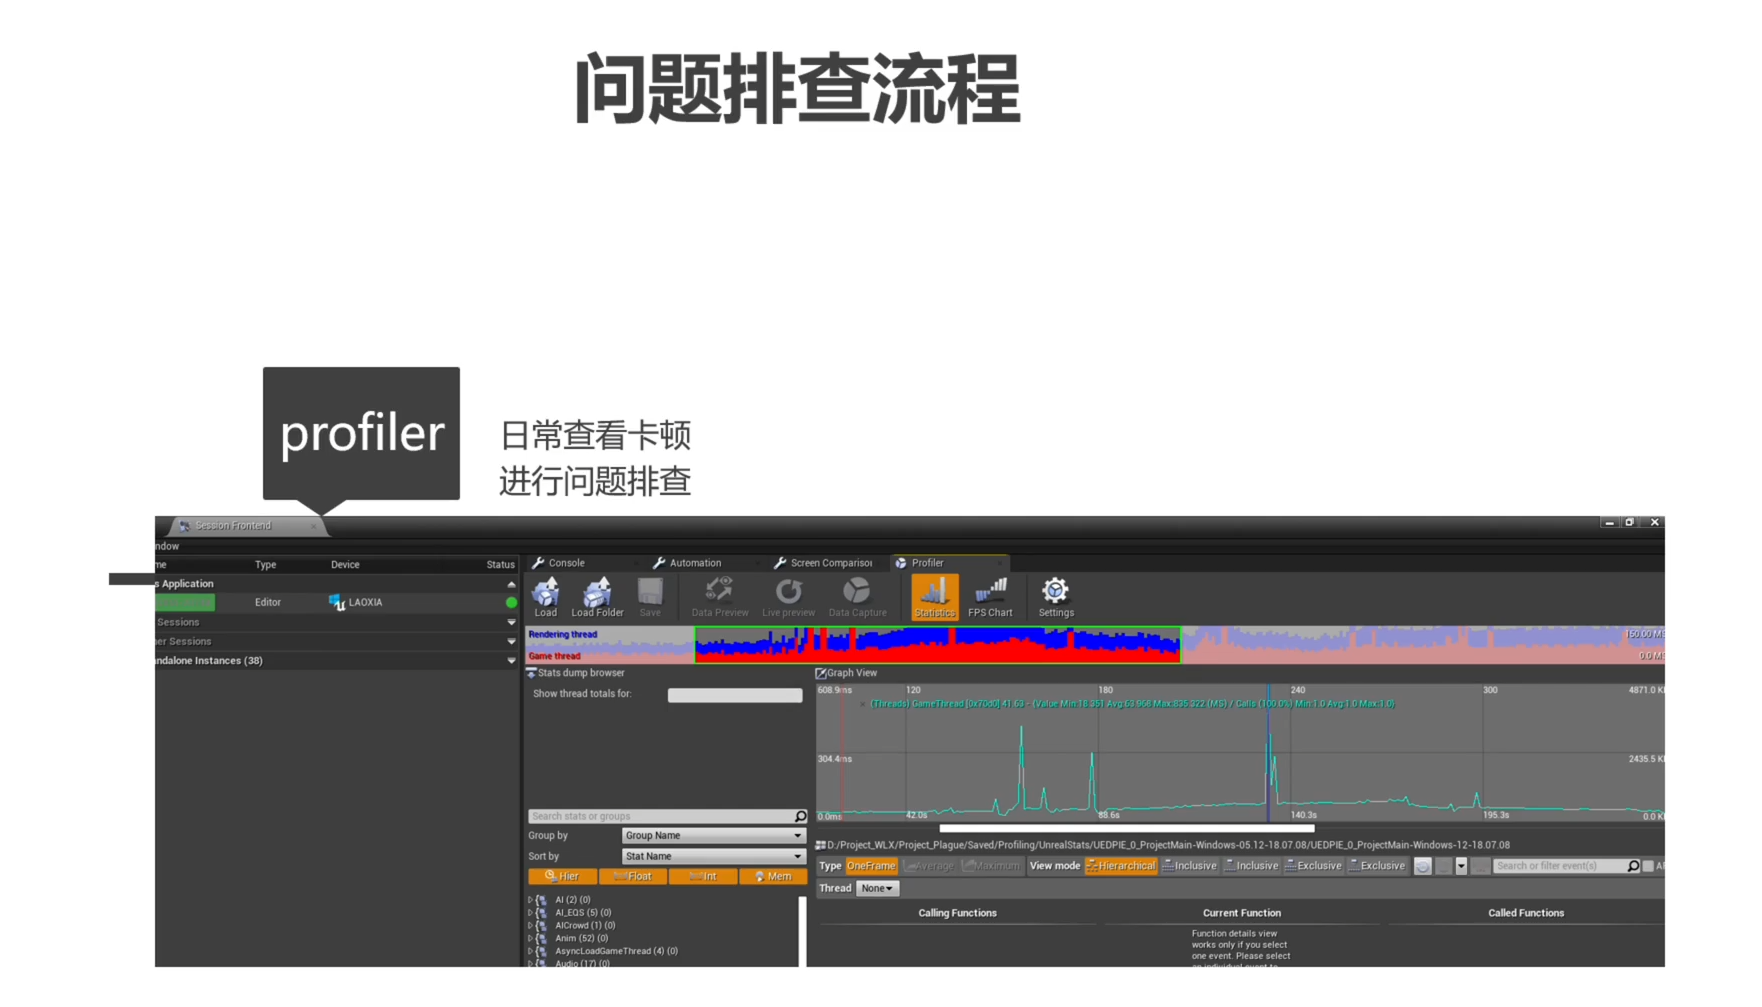 问题排查流程
profiler
日常查看卡顿
进行问题排查
Session Frontend
ndow
me Type Device Status
s Application
Editor LAOXIA
Sessions
er Sessions
ndalone Instances (38)
Console Automation Screen Comparison Profiler
Load Load Folder Save Data Preview Live preview Data Capture Statistics FPS Chart Settings
Rendering thread 150.00 MS
Game thread 0.0 MS
Stats dump browser
Show thread totals for:
Search stats or groups
Group by Group Name
Sort by Stat Name
Hier Float Int Mem
AI (2) (0)
AI_EQS (5) (0)
AICrowd (1) (0)
Anim (52) (0)
AsyncLoadGameThread (4) (0)
Audio (17) (0)
Graph View
608.9ms 120 180 240 300 4871.0 K
(Threads) GameThread [0x70d0] 41.63 - (Value Min:18.351 Avg:63.968 Max:835.322 (MS) / Calls (100.0%) Min:1.0 Avg:1.0 Max:1.0)
304.4ms 2435.5 K
0.0ms 42.0s 88.6s 140.3s 195.3s 0.0 K
D:/Project_WLX/Project_Plague/Saved/Profiling/UnrealStats/UEDPIE_0_ProjectMain-Windows-05.12-18.07.08/UEDPIE_0_ProjectMain-Windows-12-18.07.08
Type OneFrame Average Maximum View mode Hierarchical Inclusive Inclusive Exclusive Exclusive Search or filter event(s)
Thread None
Calling Functions Current Function Called Functions
Function details view
works only if you select
one event. Please select